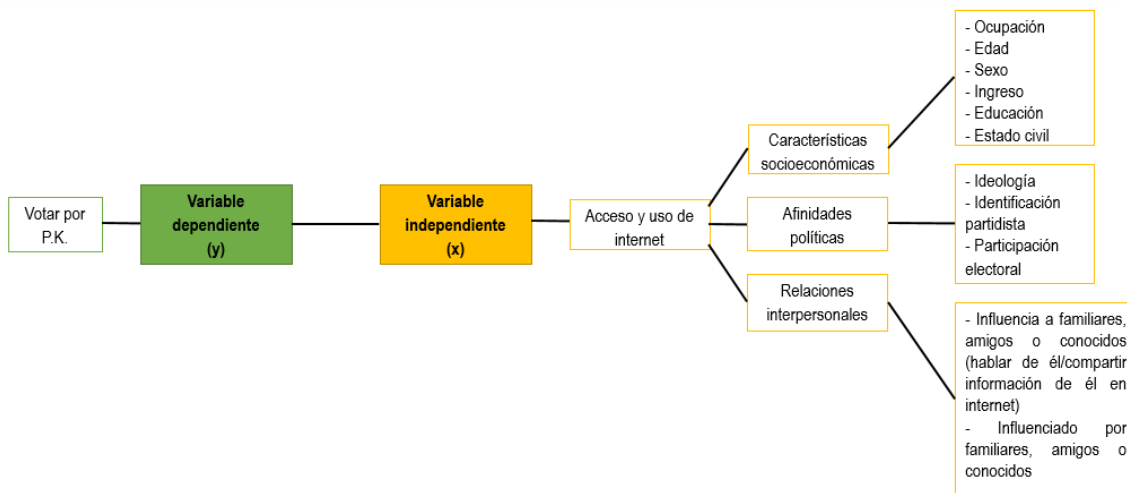 Votar por
P.K.
Variable
dependiente
(y)
Variable
independiente
(x)
Acceso y uso de
internet
Características
socioeconómicas
Afinidades
políticas
Relaciones
interpersonales
- Ocupación
- Edad
- Sexo
- Ingreso
- Educación
- Estado civil
- Ideología
- Identificación
partidista
- Participación
electoral
- Influencia a familiares,
amigos o conocidos
(hablar de él/compartir
información de él en
internet)
- Influenciado por
familiares, amigos o
conocidos